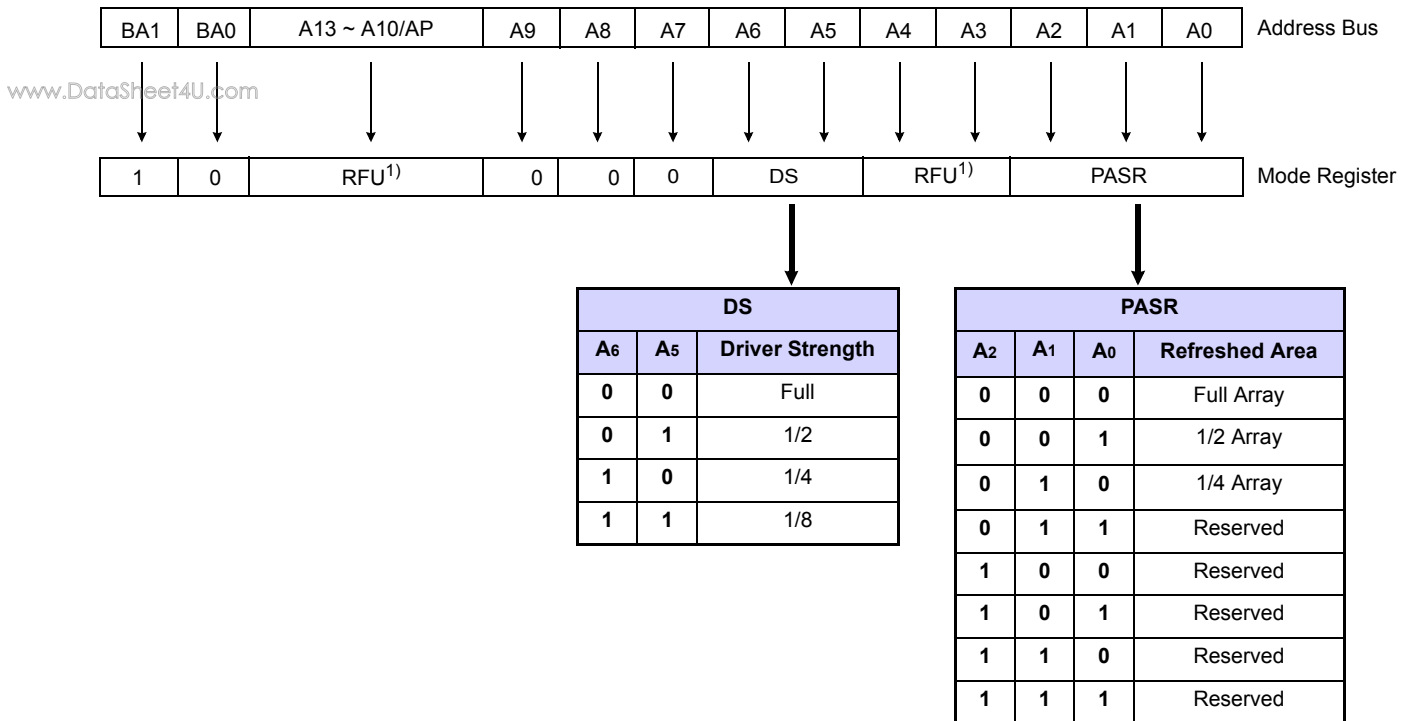 BA1 BA0 A13 ~ A10/AP A9 A8 A7 A6 A5 A4 A3 A2 A1 A0 Address Bus
www.DataSheet4U.com
1 0 RFU1) 0 0 0 DS RFU1) PASR Mode Register
DS
A6 A5 Driver Strength
0 0 Full
0 1 1/2
1 0 1/4
1 1 1/8
PASR
A2 A1 A0 Refreshed Area
0 0 0 Full Array
0 0 1 1/2 Array
0 1 0 1/4 Array
0 1 1 Reserved
1 0 0 Reserved
1 0 1 Reserved
1 1 0 Reserved
1 1 1 Reserved